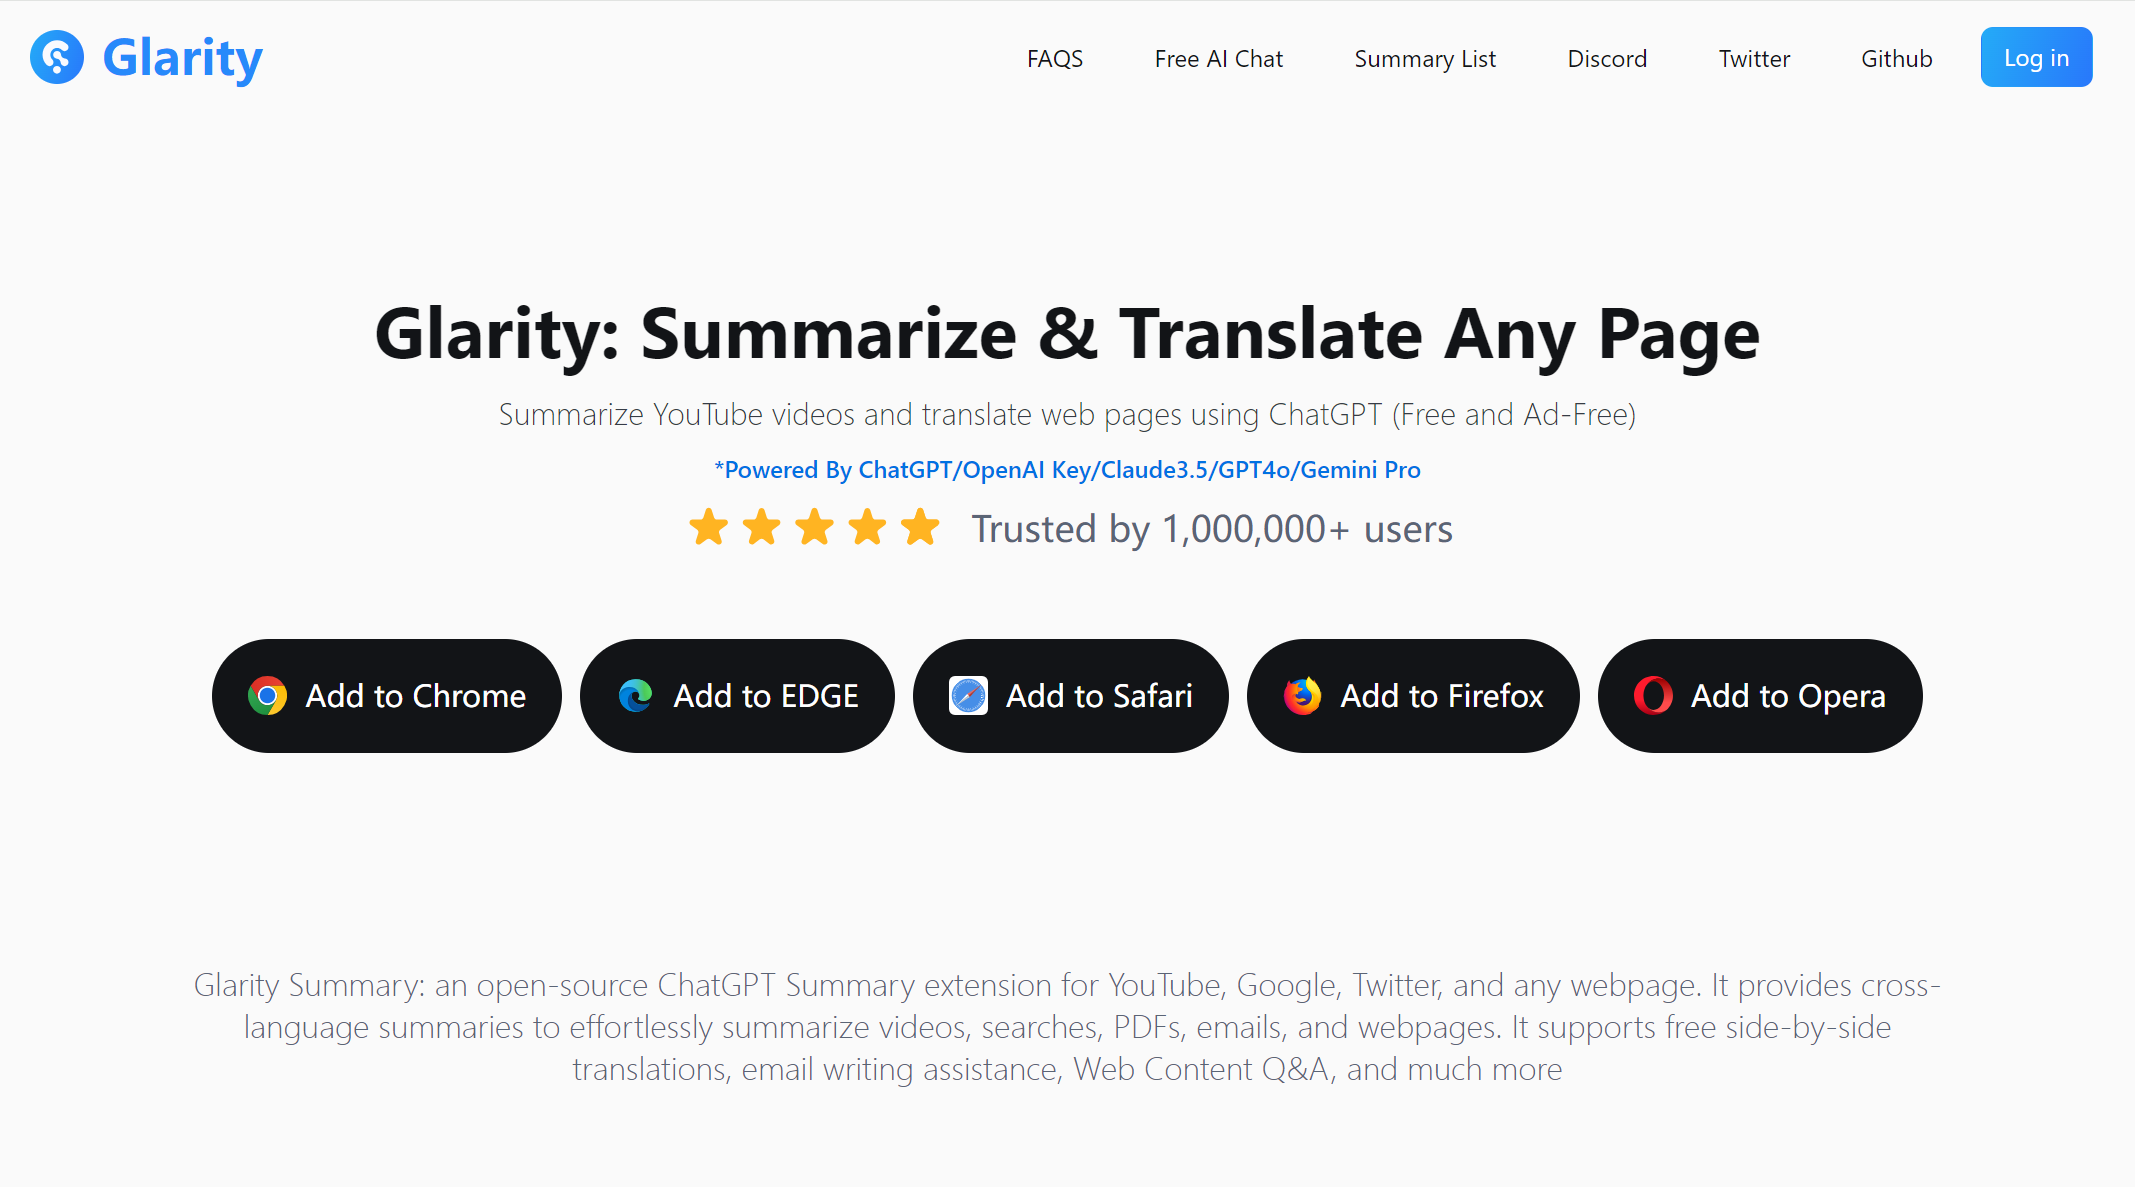 Glarity
FAQS
Free AI Chat
Summary List
Discord
Twitter
Github
Log in
Glarity: Summarize & Translate Any Page
Summarize YouTube videos and translate web pages using ChatGPT (Free and Ad-Free)
*Powered By ChatGPT/OpenAI Key/Claude3.5/GPT4o/Gemini Pro
Trusted by 1,000,000+ users
Add to Chrome
Add to EDGE
Add to Safari
Add to Firefox
Add to Opera
Glarity Summary: an open-source ChatGPT Summary extension for YouTube, Google, Twitter, and any webpage. It provides cross-
language summaries to effortlessly summarize videos, searches, PDFs, emails, and webpages. It supports free side-by-side
translations, email writing assistance, Web Content Q&A, and much more